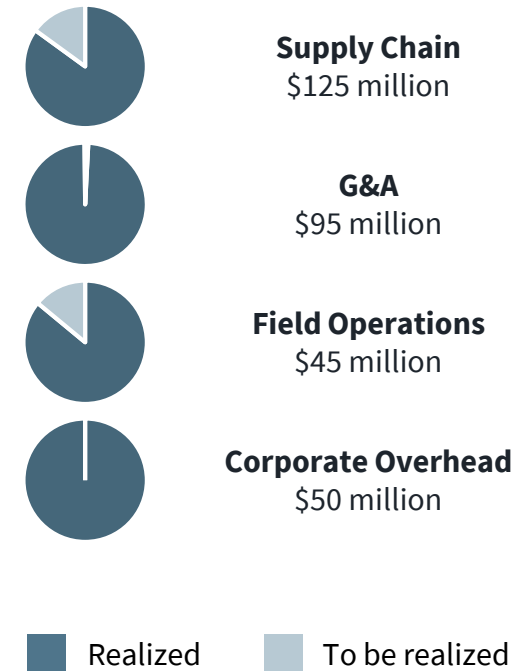 Supply Chain
$125 million
G&A
$95 million
Field Operations
$45 million
Corporate Overhead
$50 million
Realized
To be realized